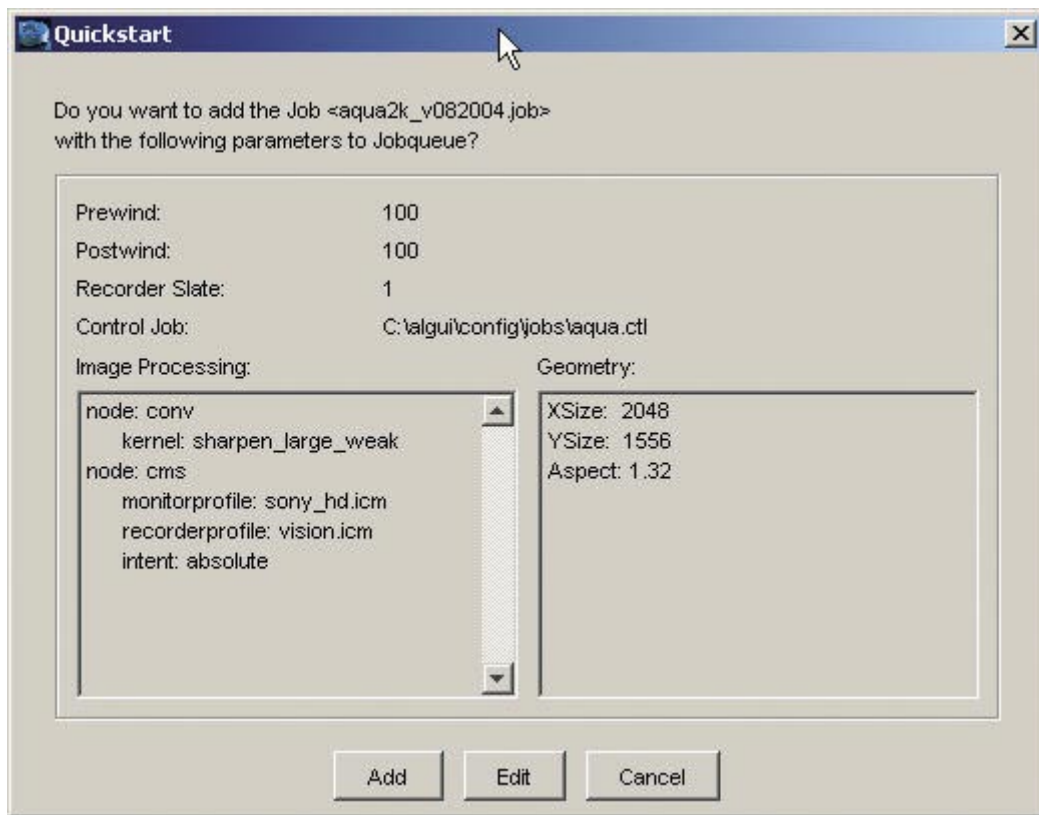 Quickstart
Do you want to add the Job <aqua2k_v082004.job>
with the following parameters to Jobqueue?
Prewind: 100
Postwind: 100
Recorder Slate: 1
Control Job: C:\algui\config\jobs\aqua.ctl
Image Processing:
node: conv
kernel: sharpen_large_weak
node: cms
monitorprofile: sony_hd.icm
recorderprofile: vision.icm
intent: absolute
Geometry:
XSize: 2048
YSize: 1556
Aspect: 1.32
Add Edit Cancel